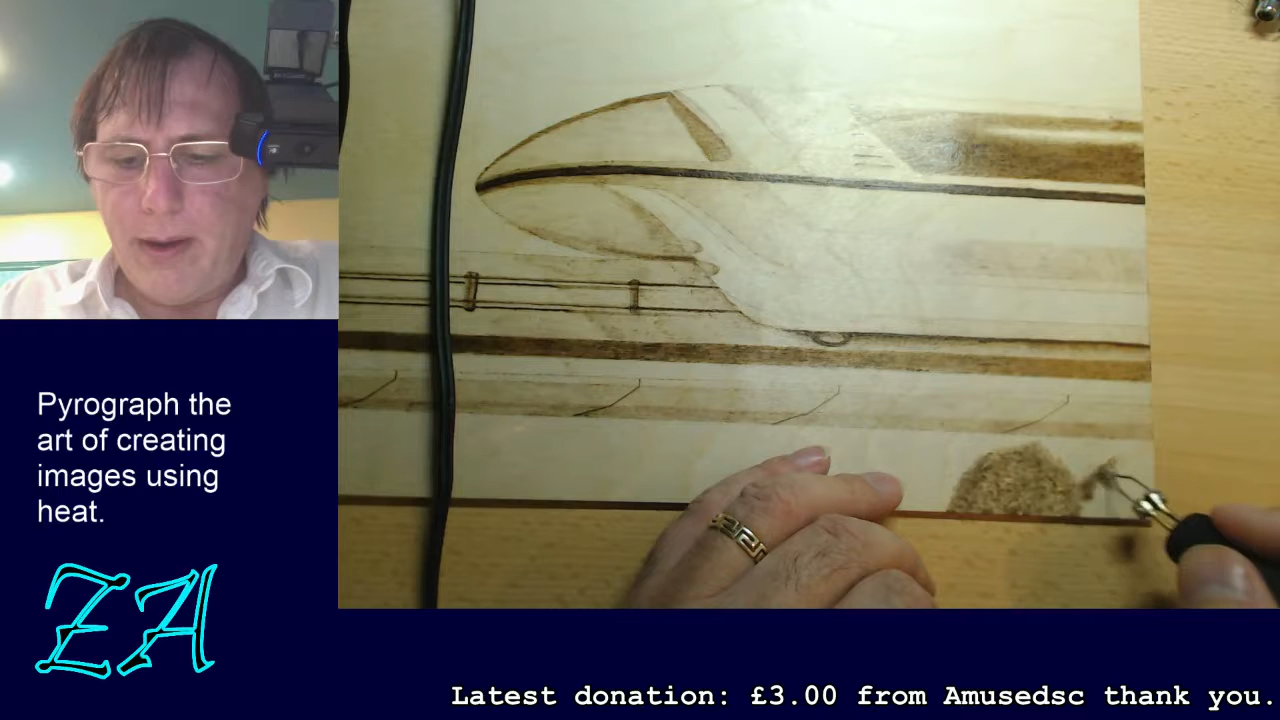 Pyrograph the
art of creating
images using
heat.
ZA
Latest donation: £3.00 from Amusedsc thank you.